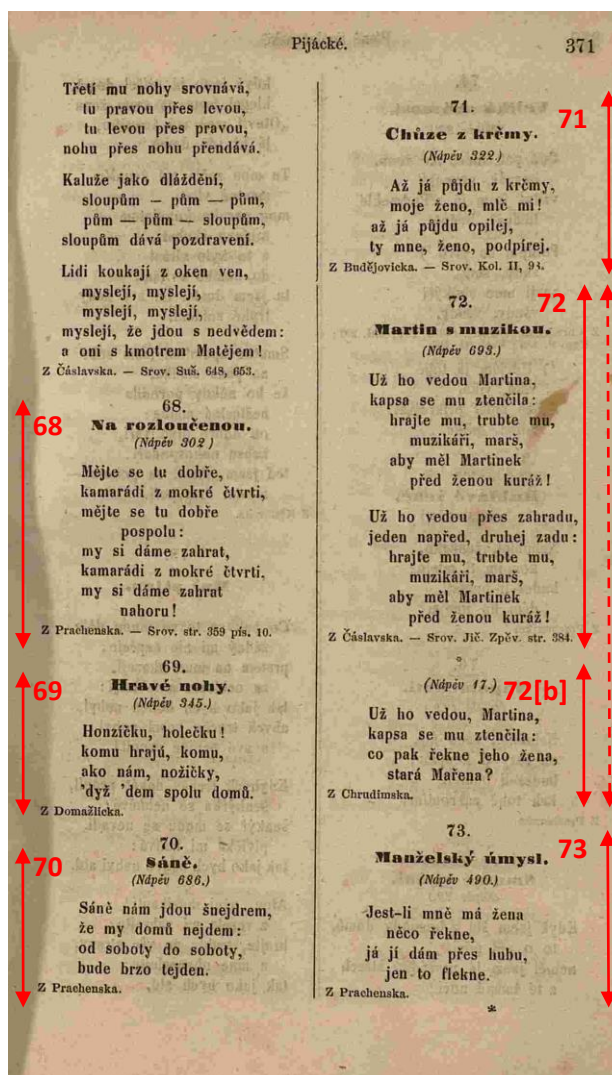 Pijácké.
371
Třetí mu nohy srovnává,
tu pravou přes levou,
tu levou přes pravou,
nohu přes nohu přendává.
Kaluže jako dláždění,
sloupům — pům — pům,
pům — pům — sloupům,
sloupům dává pozdravení.
Lidi koukají z oken ven,
myslejí, myslejí,
myslejí, myslejí,
myslejí, že jdou s nedvědem:
a oni s kmotrem Matějem!
Z Čáslavska. — Srov. Suš. 648, 653.
68
68.
Na rozloučenou.
(Nápěv 302)
Mějte se tu dobře,
kamarádi z mokré čtvrti,
mějte se tu dobře
pospolu:
my si dáme zahrat,
kamarádi z mokré čtvrti,
my si dáme zahrat
nahoru!
Z Prachenska. — Srov. str. 359 pís. 10.
69
69.
Hravé nohy.
(Nápěv 345.)
Honzíčku, holečku!
komu hrajú, komu,
ako nám, nožičky,
'dyž 'dem spolu domů.
Z Domažlicka.
70
70.
Sáně.
(Nápěv 686.)
Sáně nám jdou šnejdrem,
že my domů nejdem:
od soboty do soboty,
bude brzo tejden.
Z Prachenska.
71
71.
Chůze z krčmy.
(Nápěv 322.)
Až já půjdu z krčmy,
moje ženo, mlč mi!
až já půjdu opilej,
ty mne, ženo, podpírej.
Z Budějovicka. — Srov. Kol. II, 94.
72
72.
Martin s muzikou.
(Nápěv 693.)
Už ho vedou Martina,
kapsa se mu ztenčila:
hrajte mu, trubte mu,
muzikáři, marš,
aby měl Martinek
před ženou kuráž!
Už ho vedou přes zahradu,
jeden napřed, druhej zadu:
hrajte mu, trubte mu,
muzikáři, marš,
aby měl Martinek
před ženou kuráž!
Z Čáslavska. — Srov. Jič. Zpěv. str. 384.
*
72[b]
(Nápěv 17.)
Už ho vedou, Martina,
kapsa se mu ztenčila:
co pak řekne jeho žena,
stará Mařena?
Z Chrudimska.
73
73.
Manželský úmysl.
(Nápěv 490.)
Jest-li mně má žena
něco řekne,
já jí dám přes hubu,
jen to flekne.
Z Prachenska.
*